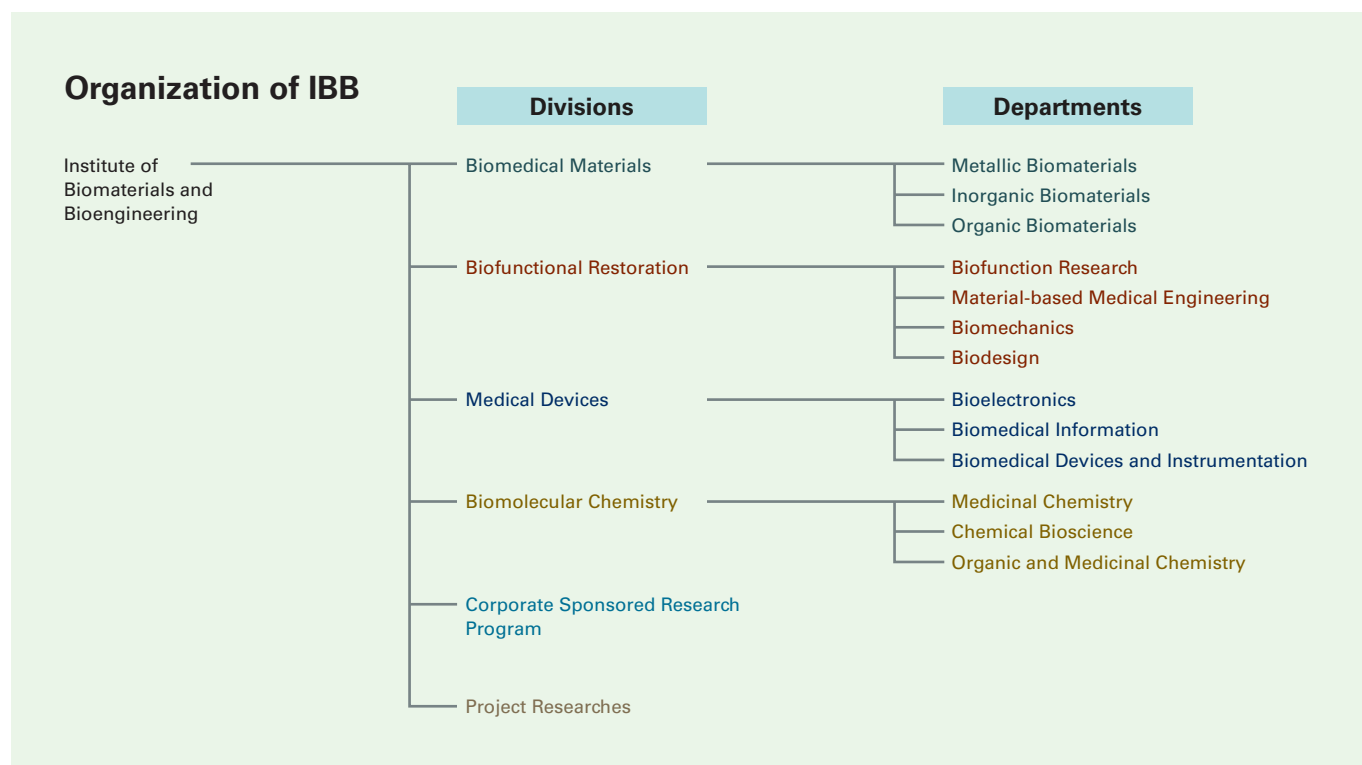 Organization of IBB
Divisions
Departments
Institute of
Biomaterials and
Bioengineering
Biomedical Materials
Metallic Biomaterials
Inorganic Biomaterials
Organic Biomaterials
Biofunctional Restoration
Biofunction Research
Material-based Medical Engineering
Biomechanics
Biodesign
Medical Devices
Bioelectronics
Biomedical Information
Biomedical Devices and Instrumentation
Biomolecular Chemistry
Medicinal Chemistry
Chemical Bioscience
Organic and Medicinal Chemistry
Corporate Sponsored Research
Program
Project Researches